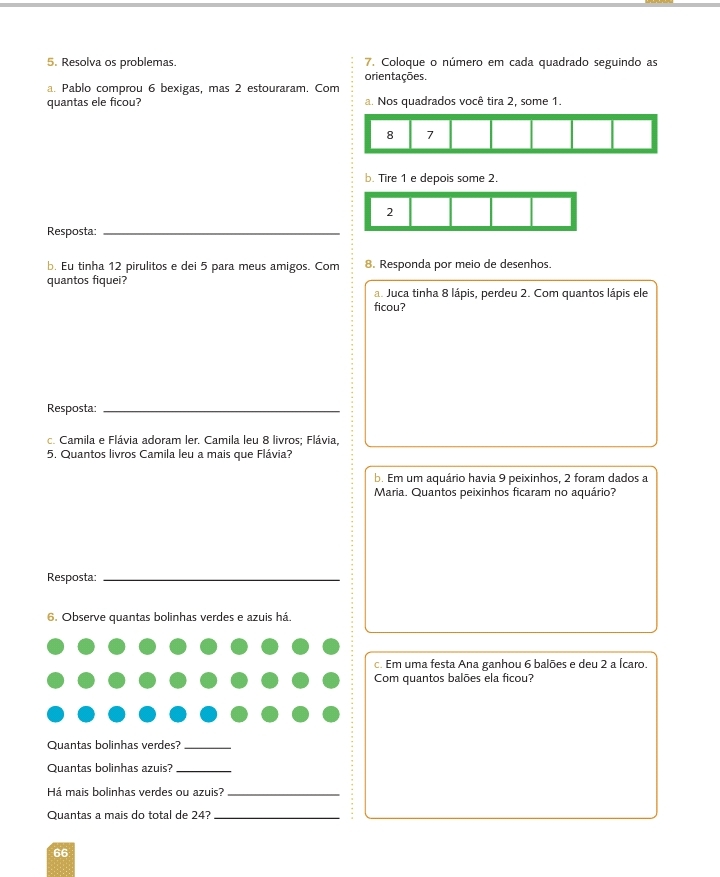 5. Resolva os problemas.
a. Pablo comprou 6 bexigas, mas 2 estouraram. Com
quantas ele ficou?
Resposta:
b. Eu tinha 12 pirulitos e dei 5 para meus amigos. Com
quantos fiquei?
Resposta:
c. Camila e Flávia adoram ler. Camila leu 8 livros; Flávia,
5. Quantos livros Camila leu a mais que Flávia?
Resposta:
6. Observe quantas bolinhas verdes e azuis há.
Quantas bolinhas verdes?
Quantas bolinhas azuis?
Há mais bolinhas verdes ou azuis?
Quantas a mais do total de 24?
66
7. Coloque o número em cada quadrado seguindo as
orientações.
a. Nos quadrados você tira 2, some 1.
8 7
b. Tire 1 e depois some 2.
2
8. Responda por meio de desenhos.
a. Juca tinha 8 lápis, perdeu 2. Com quantos lápis ele
ficou?
b. Em um aquário havia 9 peixinhos, 2 foram dados a
Maria. Quantos peixinhos ficaram no aquário?
c. Em uma festa Ana ganhou 6 balões e deu 2 a Ícaro.
Com quantos balões ela ficou?